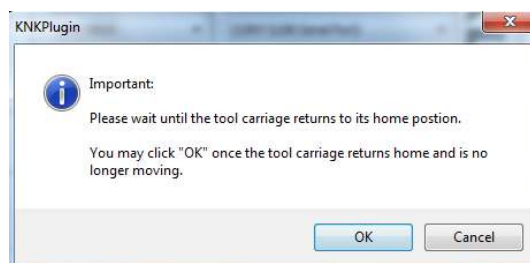 KNKPlugin
Important:
Please wait until the tool carriage returns to its home postion.
You may click "OK" once the tool carriage returns home and is no
longer moving.
OK
Cancel